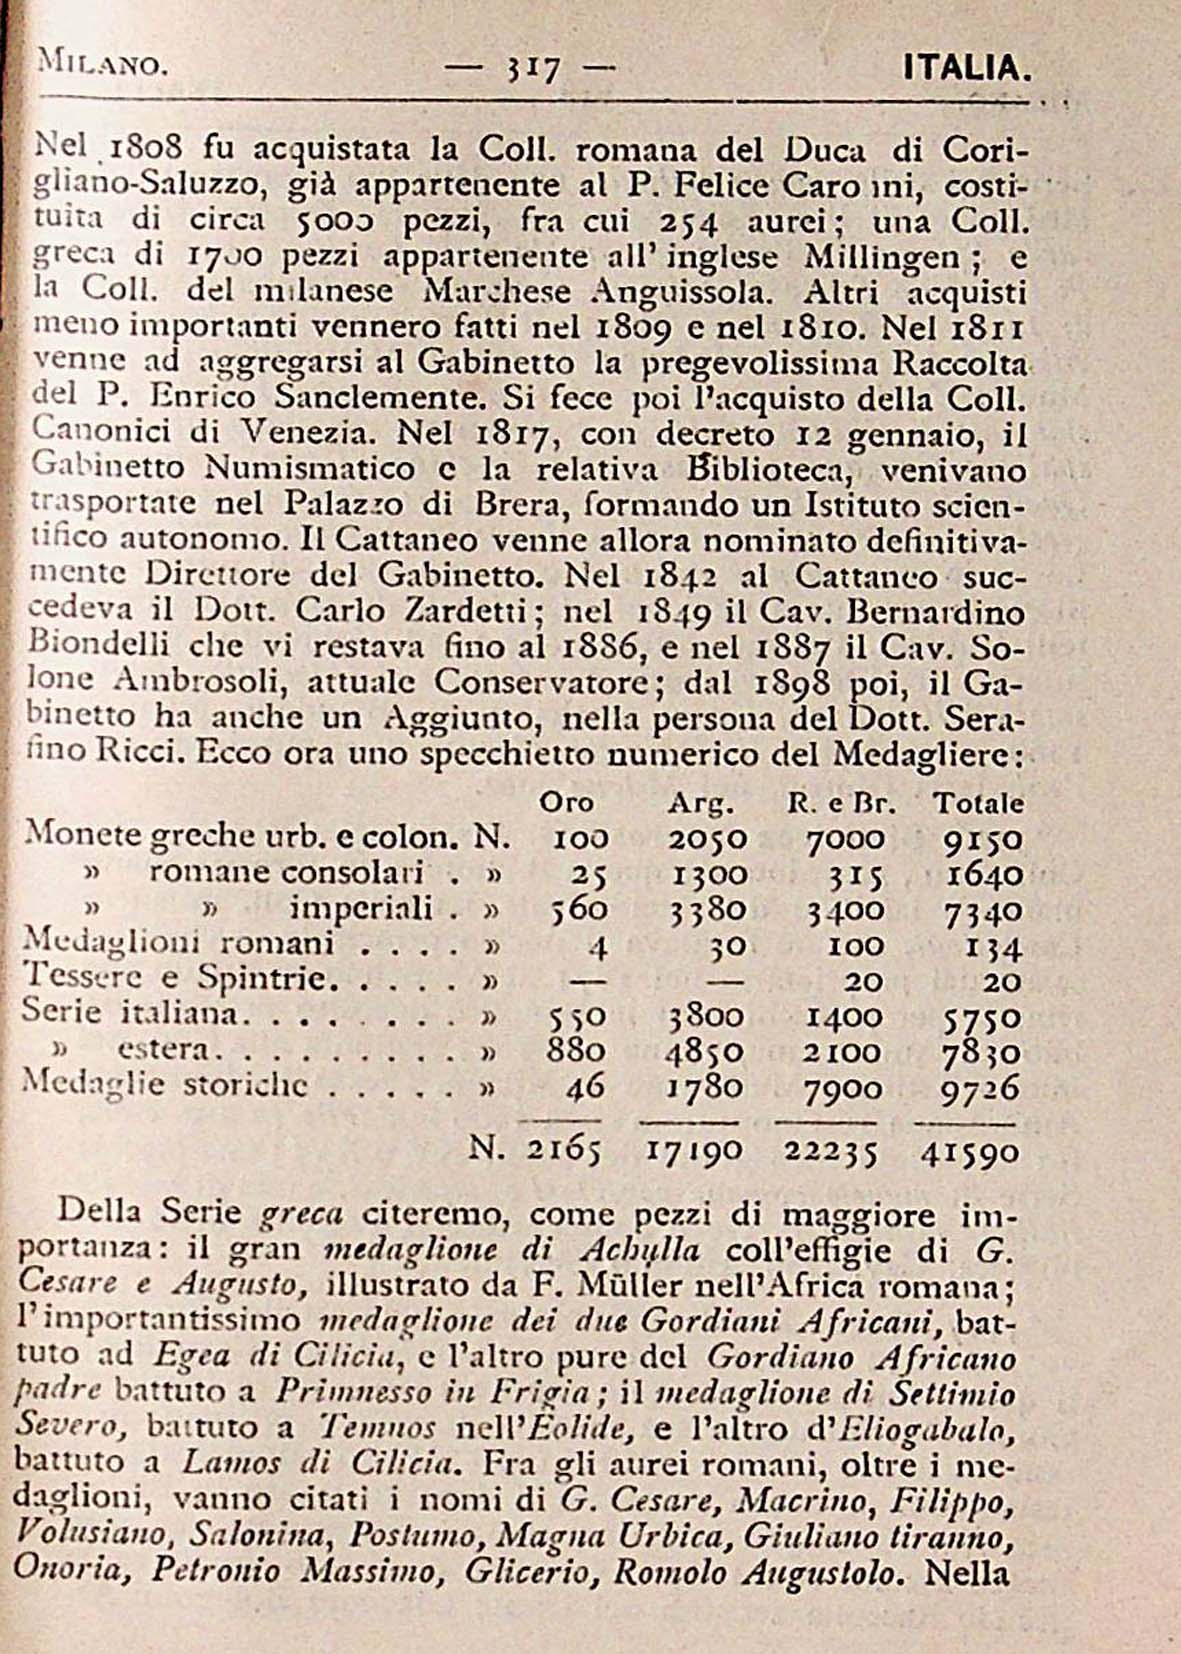 MILANO. — 317 — ITALIA.
Nel 1808 fu acquistata la Coll. romana del Duca di Cori-
gliano-Saluzzo, già appartenente al P. Felice Caro ni, costi-
tuita di circa 5000 pezzi, fra cui 254 aurei; una Coll.
greca di 1700 pezzi appartenente all' inglese Millingen; e
la Coll. del milanese Marchese Anguissola. Altri acquisti
meno importanti vennero fatti nel 1809 e nel 1810. Nel 1811
venne ad aggregarsi al Gabinetto la pregevolissima Raccolta
del P. Enrico Sanclemente. Si fece poi l'acquisto della Coll.
Canonici di Venezia. Nel 1817, con decreto 12 gennaio, il
Gabinetto Numismatico e la relativa Biblioteca, venivano
trasportate nel Palazzo di Brera, formando un Istituto scien-
tifico autonomo. Il Cattaneo venne allora nominato definitiva-
mente Direttore del Gabinetto. Nel 1842 al Cattaneo suc-
cedeva il Dott. Carlo Zardetti; nel 1849 il Cav. Bernardino
Biondelli che vi restava fino al 1886, e nel 1887 il Cav. So-
lone Ambrosoli, attuale Conservatore; dal 1898 poi, il Ga-
binetto ha anche un Aggiunto, nella persona del Dott. Sera-
fino Ricci. Ecco ora uno specchietto numerico del Medagliere:
Oro Arg. R. e Br. Totale
Monete greche urb. e colon. N. 100 2050 7000 9150
» romane consolari . » 25 1300 315 1640
» » imperiali . » 560 3380 3400 7340
Medaglioni romani . . . . » 4 30 100 134
Tessere e Spintrie. . . . . . » — — 20 20
Serie italiana. . . . . . . . . » 550 3800 1400 5750
» estera. . . . . . . . . . » 880 4850 2100 7830
Medaglie storiche . . . . . » 46 1780 7900 9726
N. 2165 17190 22235 41590
Della Serie greca citeremo, come pezzi di maggiore im-
portanza: il gran medaglione di Achylla coll'effigie di G.
Cesare e Augusto, illustrato da F. Müller nell'Africa romana;
l'importantissimo medaglione dei due Gordiani Africani, bat-
tuto ad Egea di Cilicia, e l'altro pure del Gordiano Africano
padre battuto a Primnesso in Frigia; il medaglione di Settimio
Severo, battuto a Temnos nell'Eolide, e l'altro d'Eliogabalo,
battuto a Lamos di Cilicia. Fra gli aurei romani, oltre i me-
daglioni, vanno citati i nomi di G. Cesare, Macrino, Filippo,
Volusiano, Salonina, Postumo, Magna Urbica, Giuliano tiranno,
Onoria, Petronio Massimo, Glicerio, Romolo Augustolo. Nella